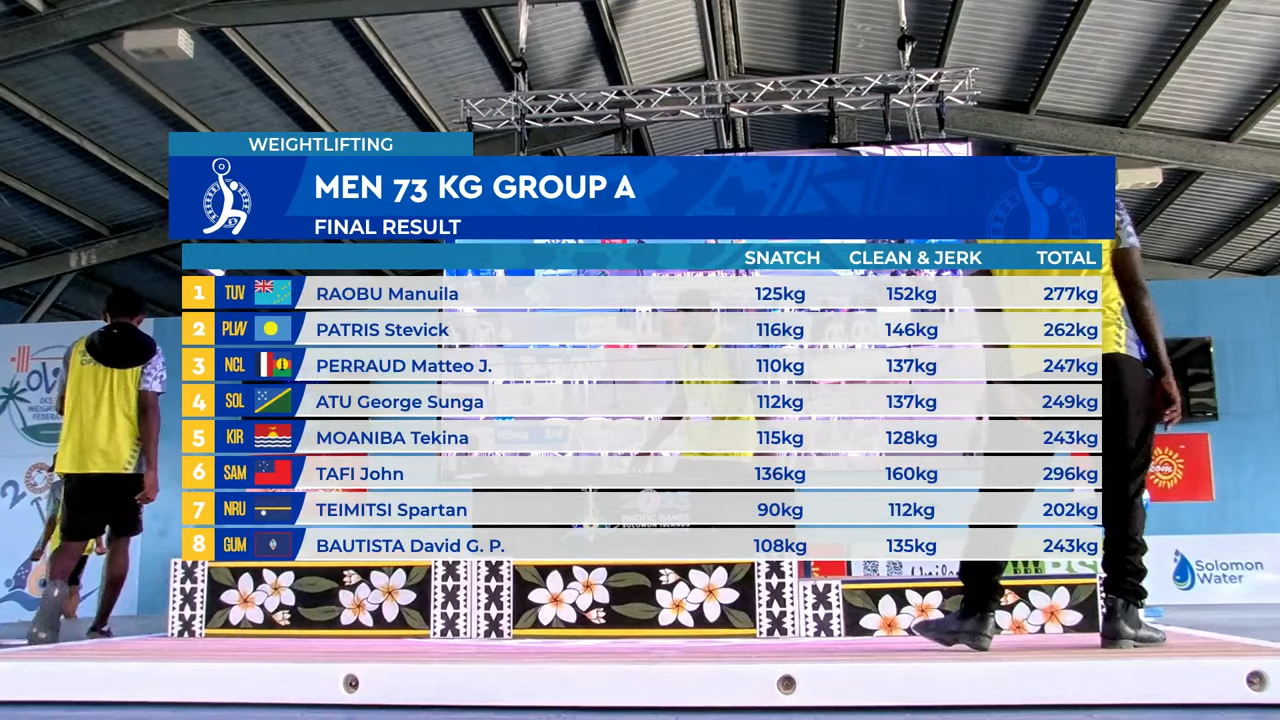 WEIGHTLIFTING
MEN 73 KG GROUP A
FINAL RESULT
SNATCH CLEAN & JERK TOTAL
1 TUV RAOBU Manuila 125kg 152kg 277kg
2 PLW PATRIS Stevick 116kg 146kg 262kg
3 NCL PERRAUD Matteo J. 110kg 137kg 247kg
4 SOL ATU George Sunga 112kg 137kg 249kg
5 KIR MOANIBA Tekina 115kg 128kg 243kg
6 SAM TAFI John 136kg 160kg 296kg
7 NRU TEIMITSI Spartan 90kg 112kg 202kg
8 GUM BAUTISTA David G. P. 108kg 135kg 243kg
Solomon
Water